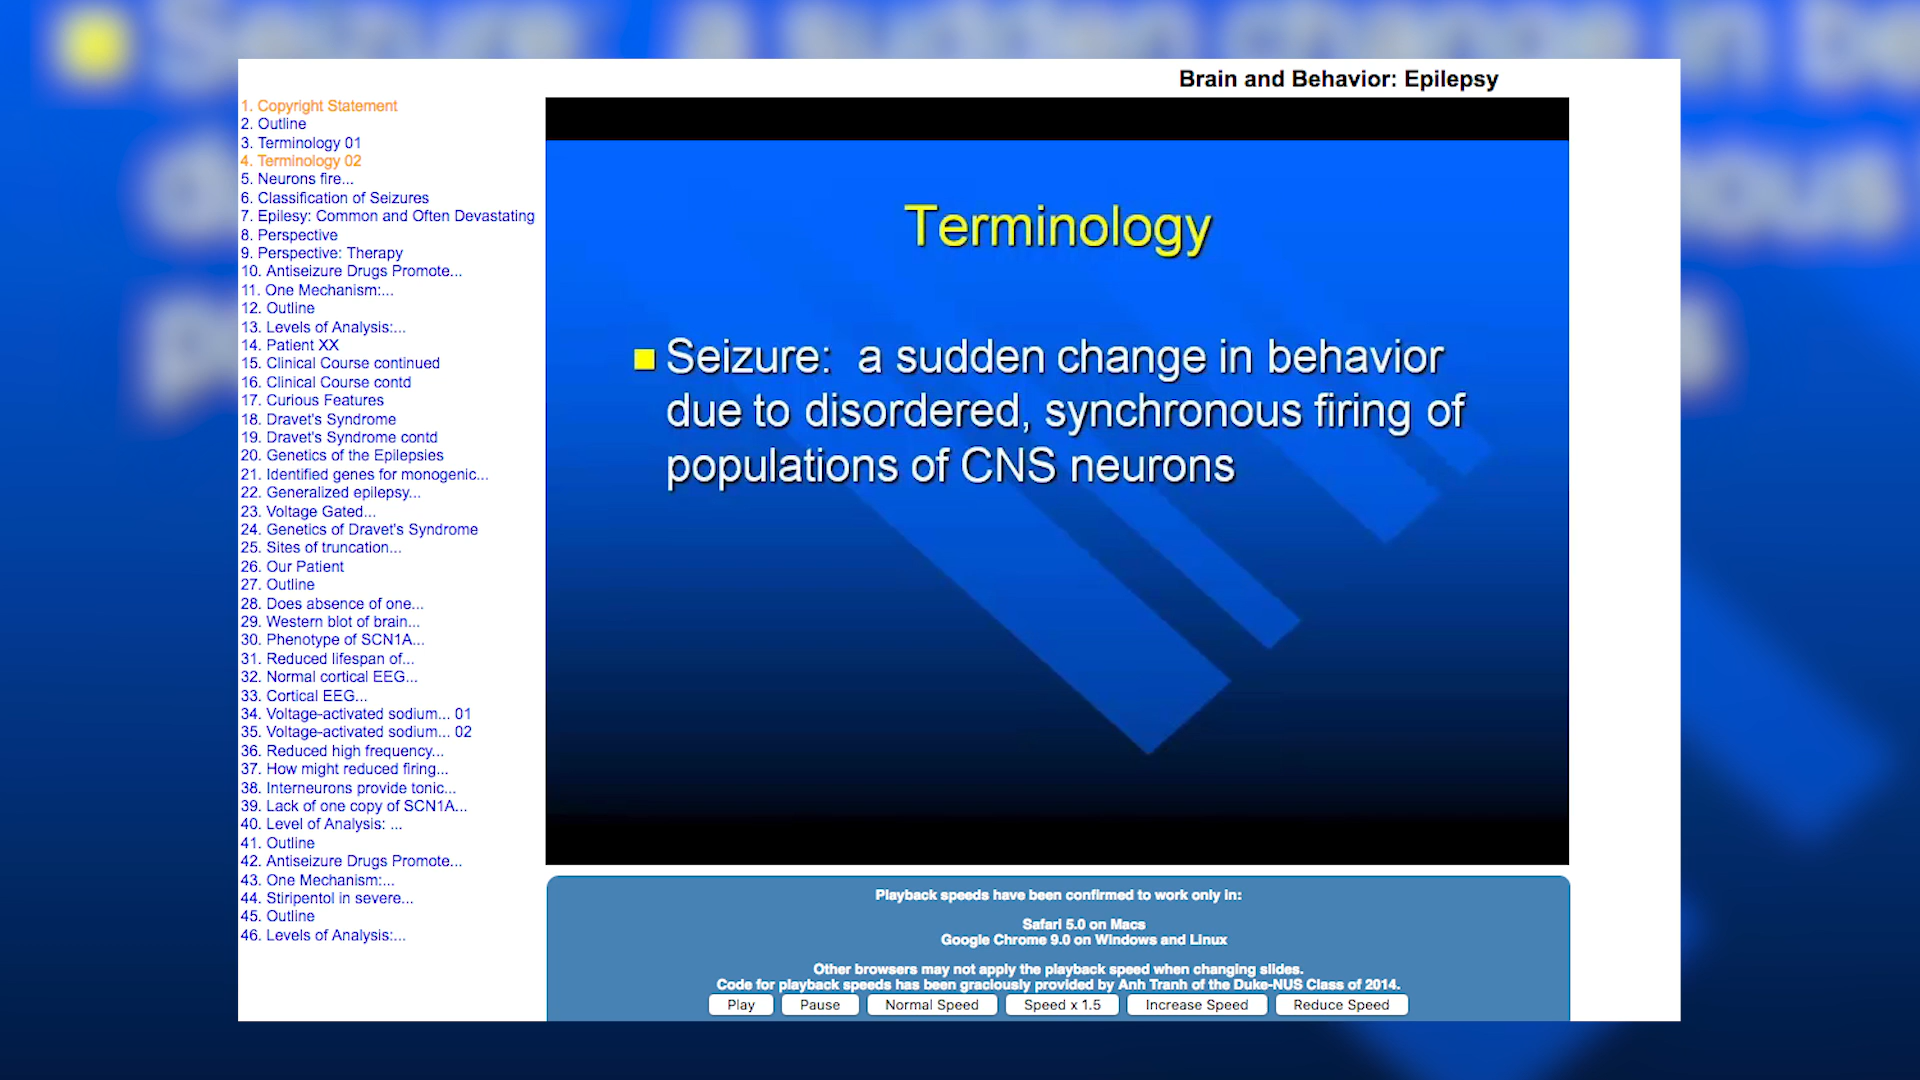 Brain and Behavior: Epilepsy
1. Copyright Statement
2. Outline
3. Terminology 01
4. Terminology 02
5. Neurons fire...
6. Classification of Seizures
7. Epilesy: Common and Often Devastating
8. Perspective
9. Perspective: Therapy
10. Antiseizure Drugs Promote...
11. One Mechanism:...
12. Outline
13. Levels of Analysis:...
14. Patient XX
15. Clinical Course continued
16. Clinical Course contd
17. Curious Features
18. Dravet's Syndrome
19. Dravet's Syndrome contd
20. Genetics of the Epilepsies
21. Identified genes for monogenic...
22. Generalized epilepsy...
23. Voltage Gated...
24. Genetics of Dravet's Syndrome
25. Sites of truncation...
26. Our Patient
27. Outline
28. Does absence of one...
29. Western blot of brain...
30. Phenotype of SCN1A...
31. Reduced lifespan of...
32. Normal cortical EEG...
33. Cortical EEG...
34. Voltage-activated sodium... 01
35. Voltage-activated sodium... 02
36. Reduced high frequency...
37. How might reduced firing...
38. Interneurons provide tonic...
39. Lack of one copy of SCN1A...
40. Level of Analysis: ...
41. Outline
42. Antiseizure Drugs Promote...
43. One Mechanism:...
44. Stiripentol in severe...
45. Outline
46. Levels of Analysis:...
Terminology
Seizure: a sudden change in behavior
due to disordered, synchronous firing of
populations of CNS neurons
Playback speeds have been confirmed to work only in:
Safari 5.0 on Macs
Google Chrome 9.0 on Windows and Linux
Other browsers may not apply the playback speed when changing slides.
Code for playback speeds has been graciously provided by Anh Tranh of the Duke-NUS Class of 2014.
Play Pause Normal Speed Speed x 1.5 Increase Speed Reduce Speed